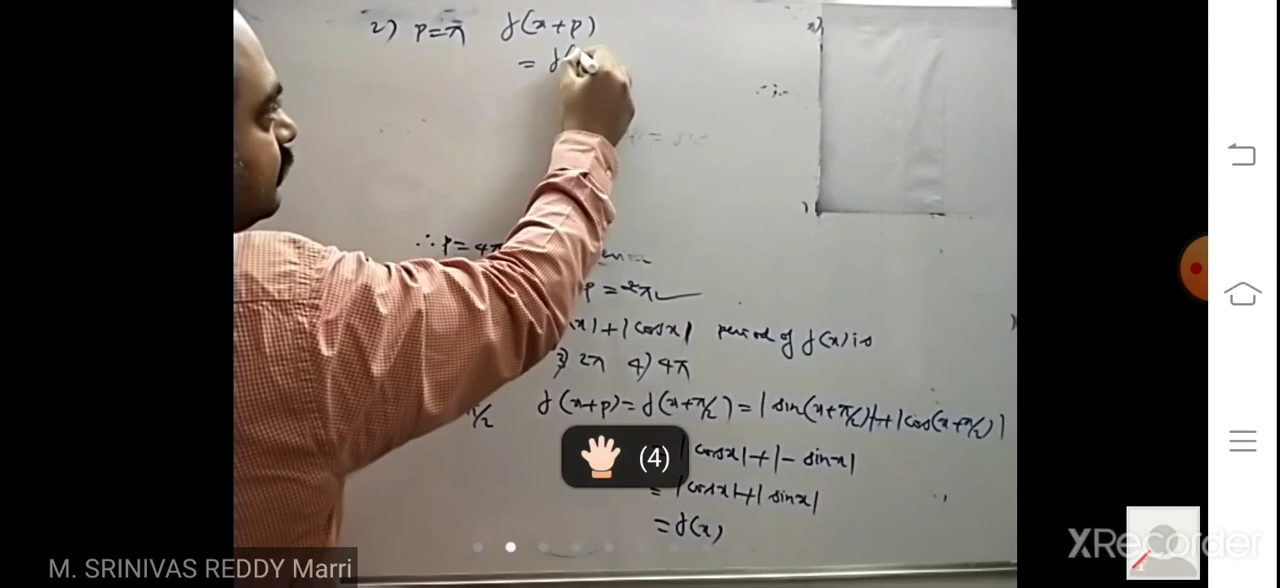 2) p=π f(x+p)
= f(
∴ p = 4π
p = 2π
x|+|cosx| period of f(x) is
3) 2π 4) 4π
π/2 f(x+p) = f(x+π/2) = |sin(x+π/2)|+|cos(x+π/2)|
(4)
|cosx|+|-sinx|
= |cosx|+|sinx|
= f(x)
M. SRINIVAS REDDY Marri
XRecorder